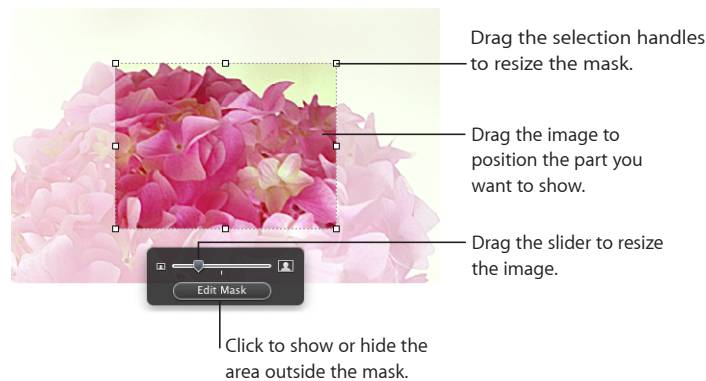 Drag the selection handles
to resize the mask.
Drag the image to
position the part you
want to show.
Drag the slider to resize
the image.
Edit Mask
Click to show or hide the
area outside the mask.